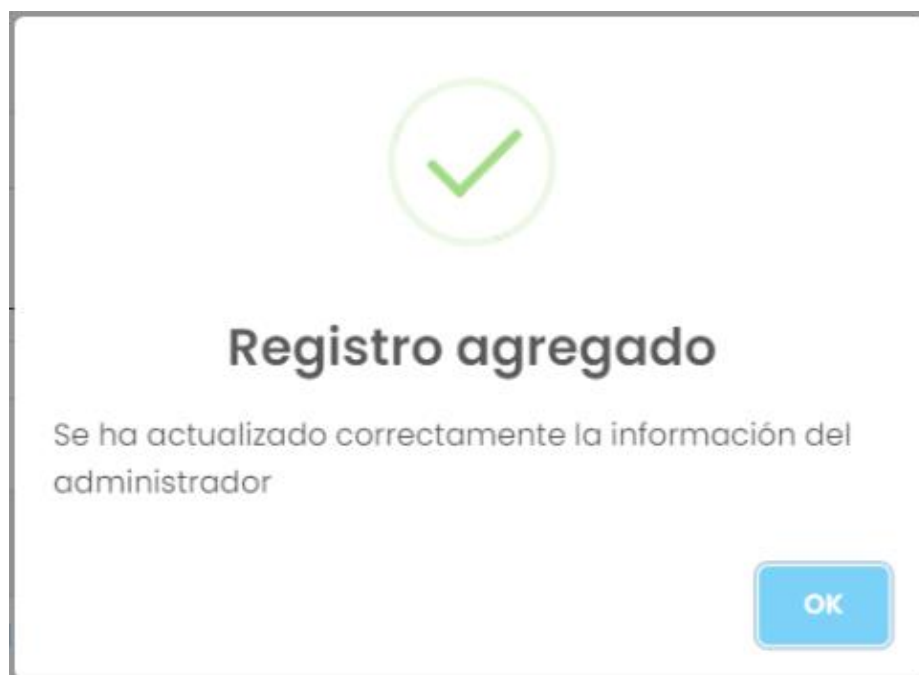 Registro agregado
Se ha actualizado correctamente la información del
administrador
OK